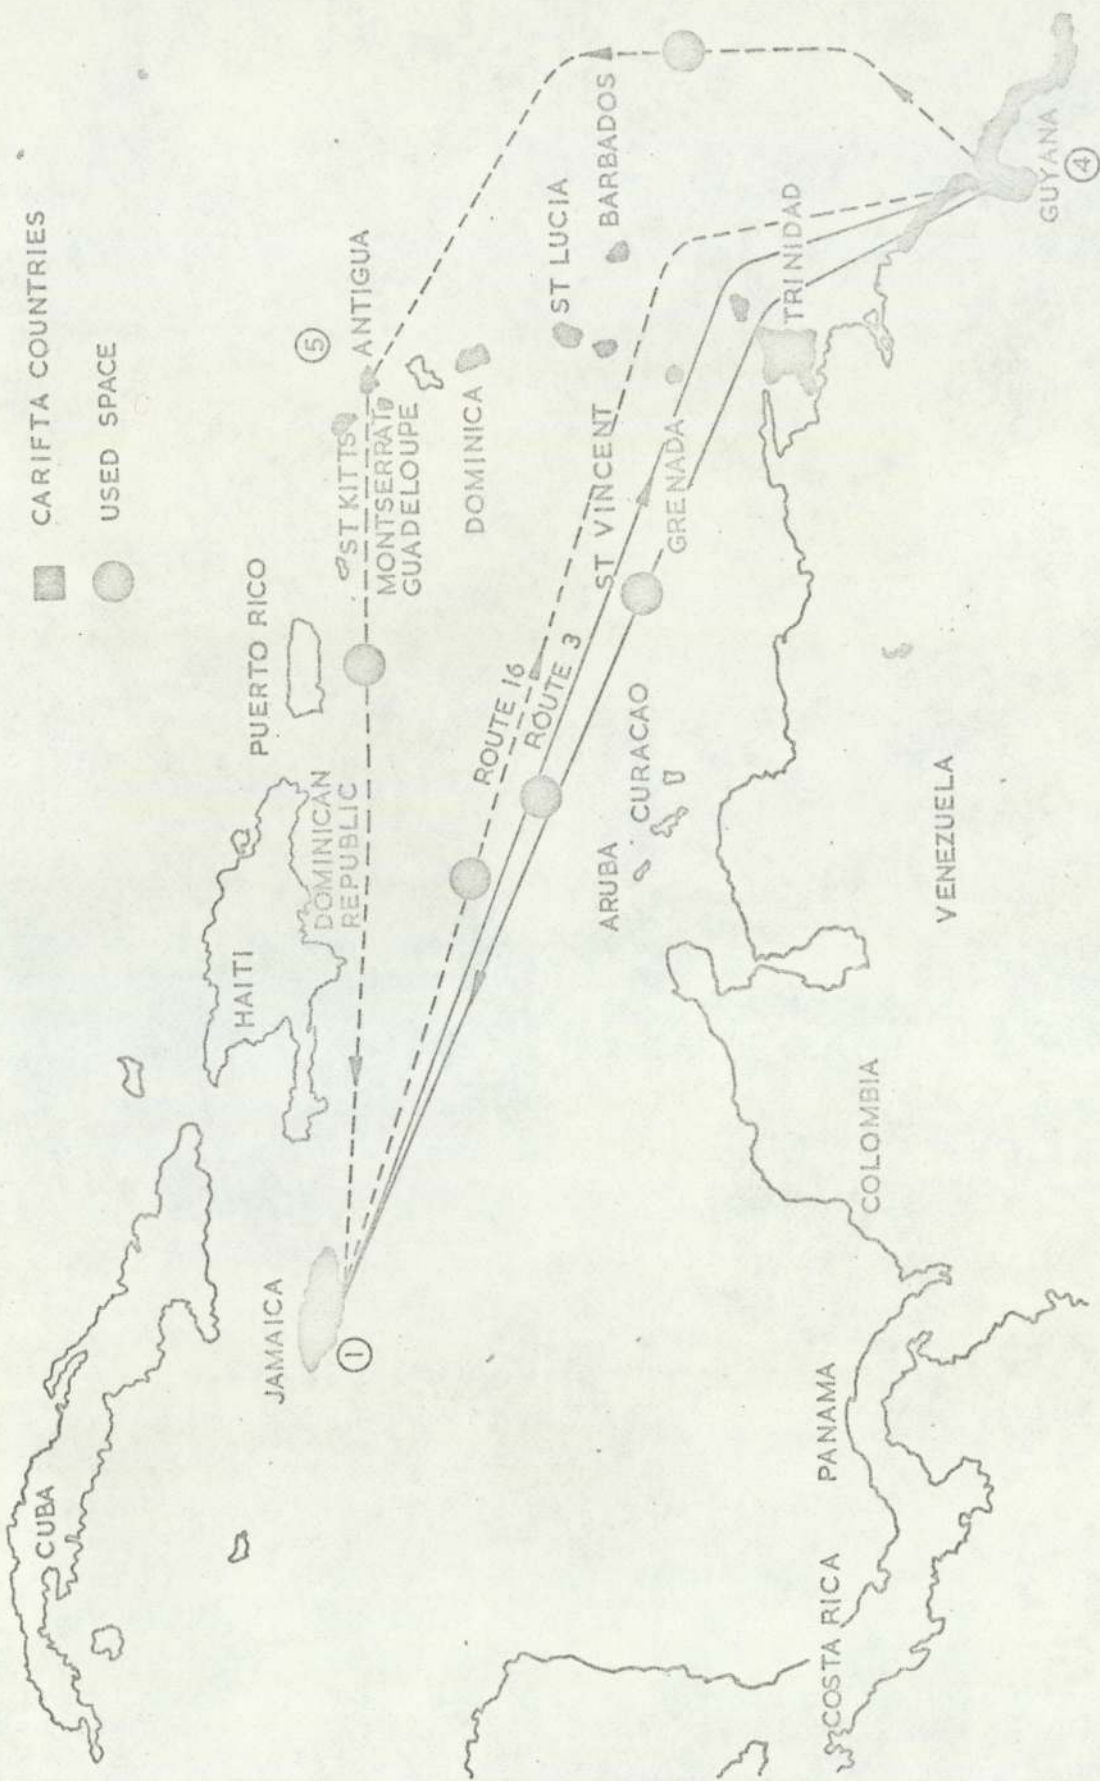 CARIFTA COUNTRIES
USED SPACE
CUBA
JAMAICA
①
HAITI
DOMINICAN
REPUBLIC
PUERTO RICO
ST KITTS
MONTSERRAT
GUADELOUPE
⑤
ANTIGUA
DOMINICA
ST LUCIA
BARBADOS
ROUTE 16
ROUTE 3
ST VINCENT
GRENADA
TRINIDAD
ARUBA
CURACAO
GUYANA
④
VENEZUELA
COLOMBIA
PANAMA
COSTA RICA